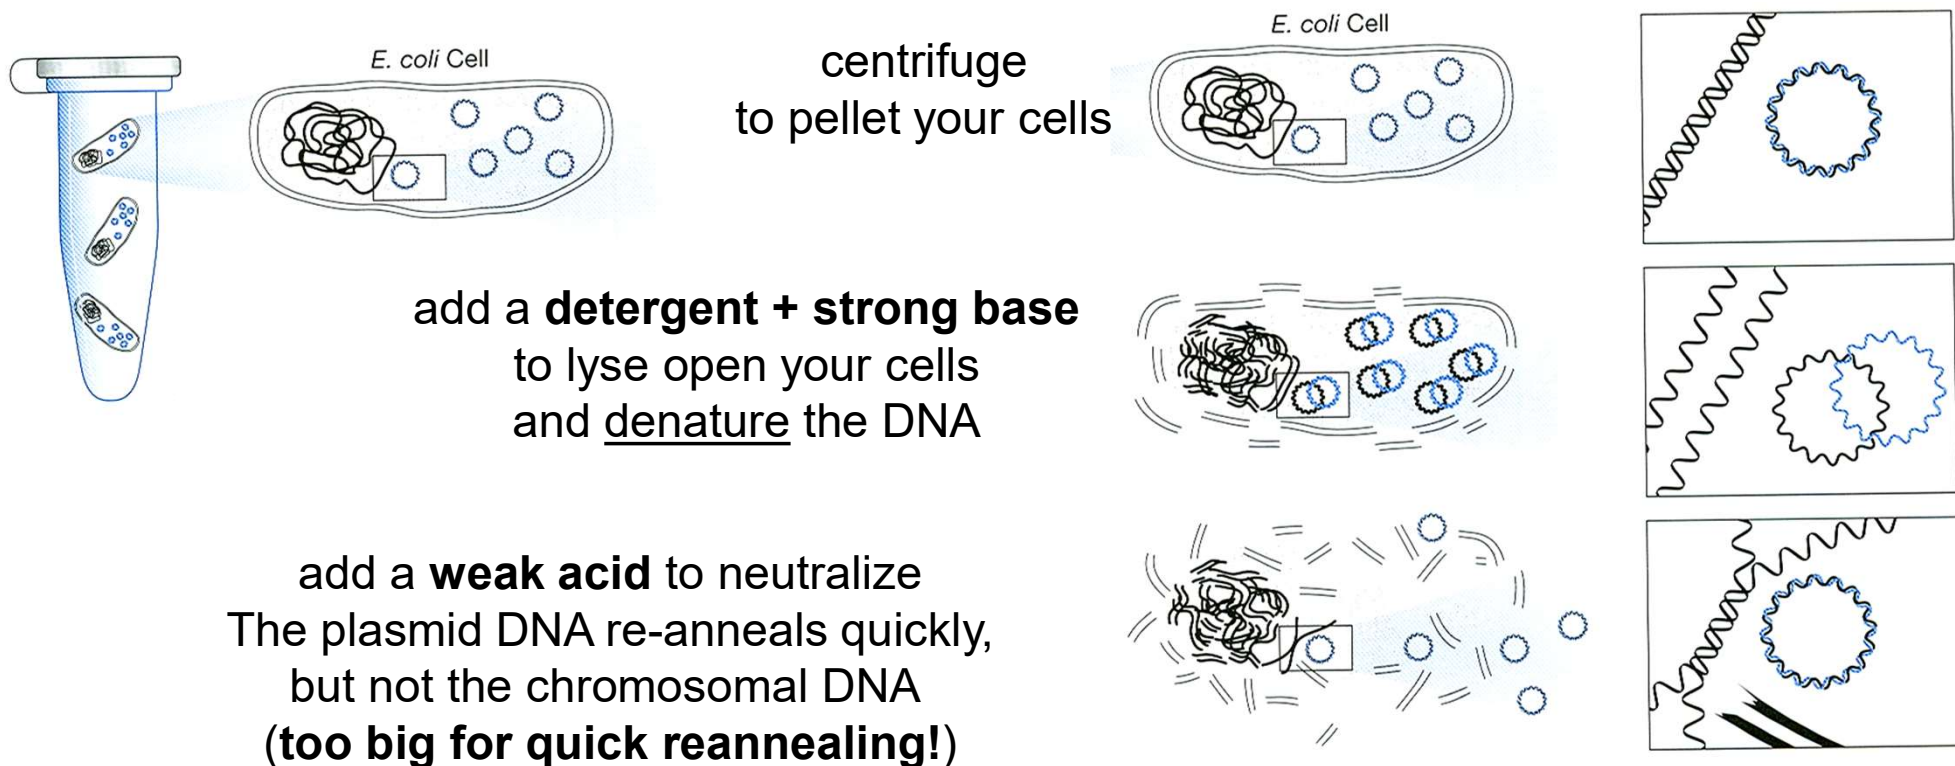 E. coli Cell
centrifuge
to pellet your cells
E. coli Cell
add a detergent + strong base
to lyse open your cells
and denature the DNA
add a weak acid to neutralize
The plasmid DNA re-anneals quickly,
but not the chromosomal DNA
(too big for quick reannealing!)